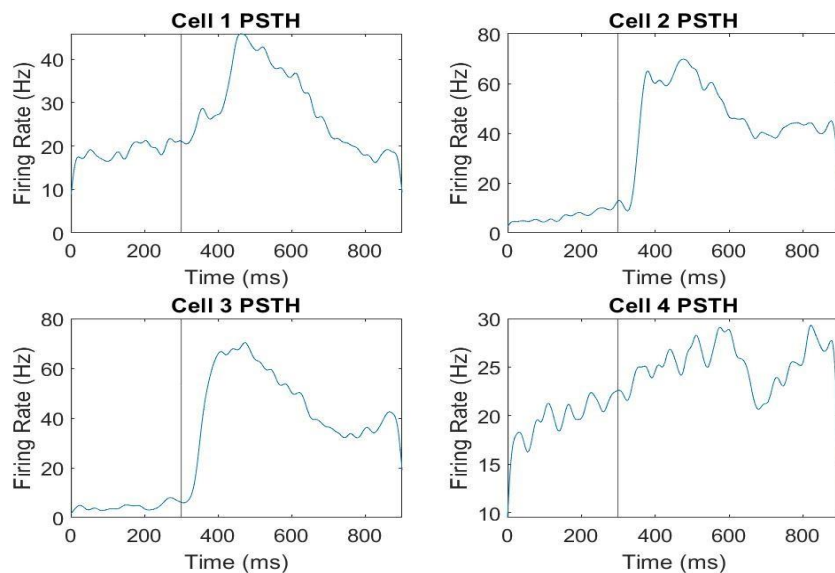 Cell 1 PSTH
Firing Rate (Hz)
40
30
20
10
0
0 200 400 600 800
Time (ms)
Cell 2 PSTH
Firing Rate (Hz)
80
60
40
20
0
0 200 400 600 800
Time (ms)
Cell 3 PSTH
Firing Rate (Hz)
80
60
40
20
0
0 200 400 600 800
Time (ms)
Cell 4 PSTH
Firing Rate (Hz)
30
25
20
15
10
0 200 400 600 800
Time (ms)